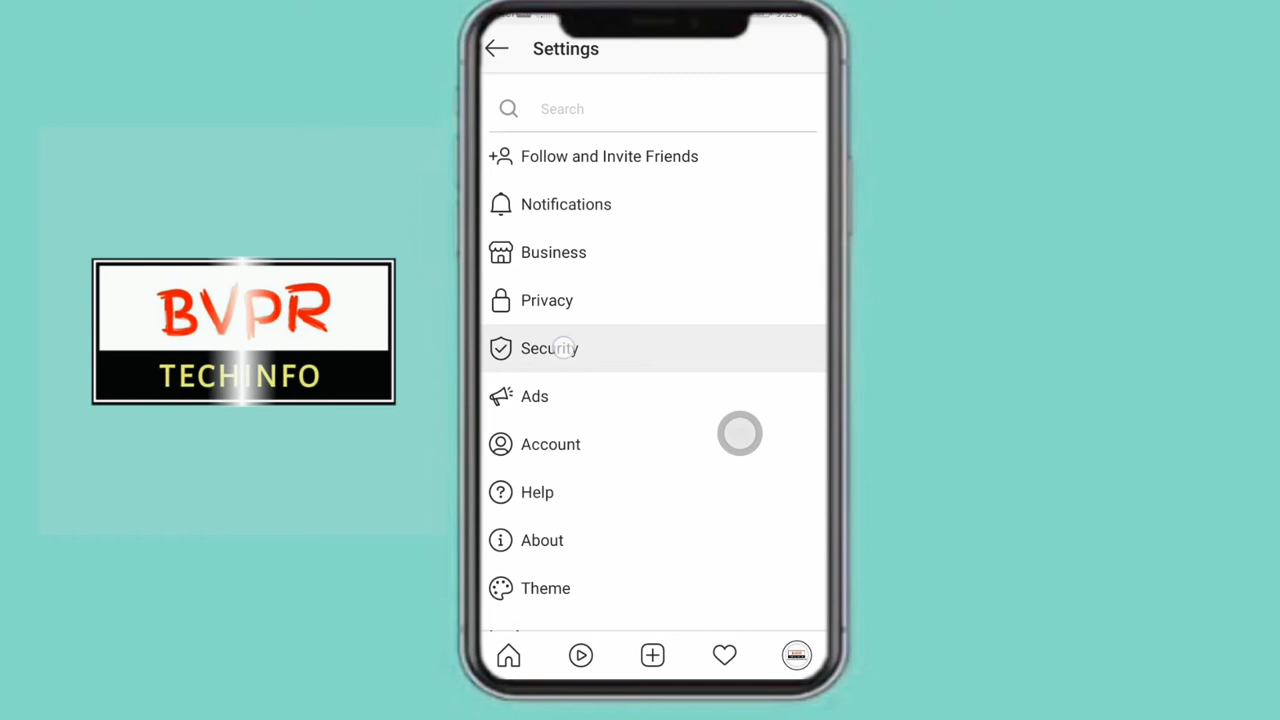 Settings
Search
Follow and Invite Friends
Notifications
Business
Privacy
Security
Ads
Account
Help
About
Theme
BVPR
TECHINFO